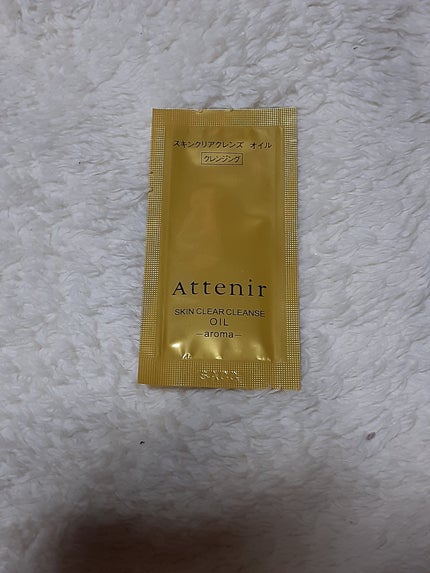 スキンクリアクレンズ オイル
クレンジング
Attenir
SKIN CLEAR CLEANSE
OIL
—aroma—